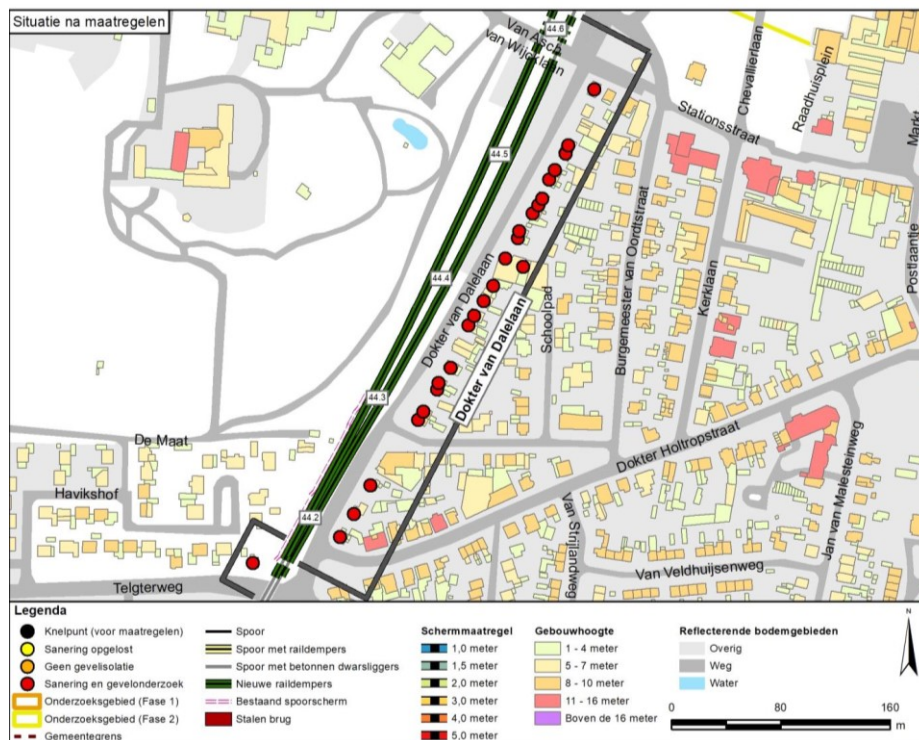 Situatie na maatregelen
Van Asch
van Wijcklaan
44.6
Stationsstraat
Chevallierlaan
Raadhuisplein
Markt
44.5
44.4
44.3
44.2
Dokter van Dalelaan
Dokter van Dalelaan
Schoolpad
Burgemeester van Oordtstraat
Kerklaan
Postlaantje
De Maat
Havikshof
Telgterweg
Dokter Holtropstraat
Van Strijlandweg
Van Veldhuijsenweg
Jan van Malesteinweg
Legenda
Knelpunt (voor maatregelen)
Sanering opgelost
Geen gevelisolatie
Sanering en gevelonderzoek
Onderzoeksgebied (Fase 1)
Onderzoeksgebied (Fase 2)
Gemeentegrens
Spoor
Spoor met raildempers
Spoor met betonnen dwarsliggers
Nieuwe raildempers
Bestaand spoorscherm
Stalen brug
Schermmaatregel
1,0 meter
1,5 meter
2,0 meter
3,0 meter
4,0 meter
5,0 meter
Gebouwhoogte
1 - 4 meter
5 - 7 meter
8 - 10 meter
11 - 16 meter
Boven de 16 meter
Reflecterende bodemgebieden
Overig
Weg
Water
N
0 40 80 160
m